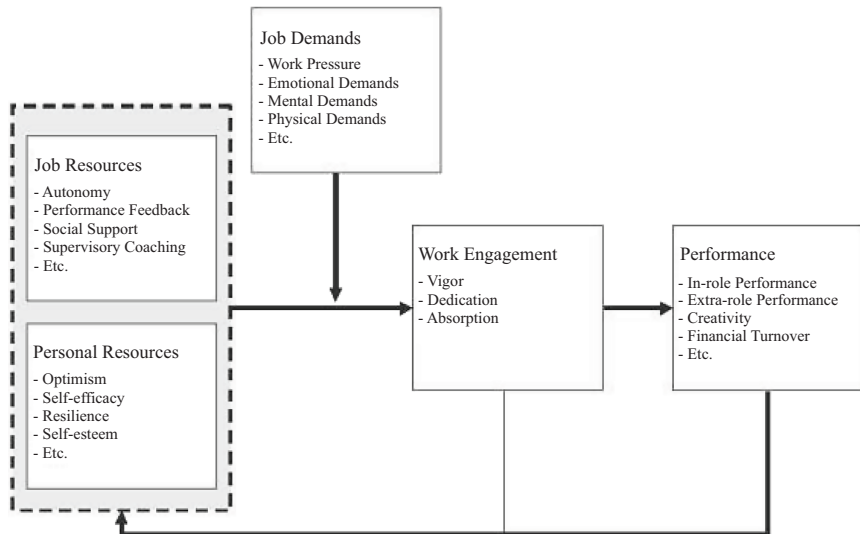 Job Demands
- Work Pressure
- Emotional Demands
- Mental Demands
- Physical Demands
- Etc.
Job Resources
- Autonomy
- Performance Feedback
- Social Support
- Supervisory Coaching
- Etc.
Personal Resources
- Optimism
- Self-efficacy
- Resilience
- Self-esteem
- Etc.
Work Engagement
- Vigor
- Dedication
- Absorption
Performance
- In-role Performance
- Extra-role Performance
- Creativity
- Financial Turnover
- Etc.